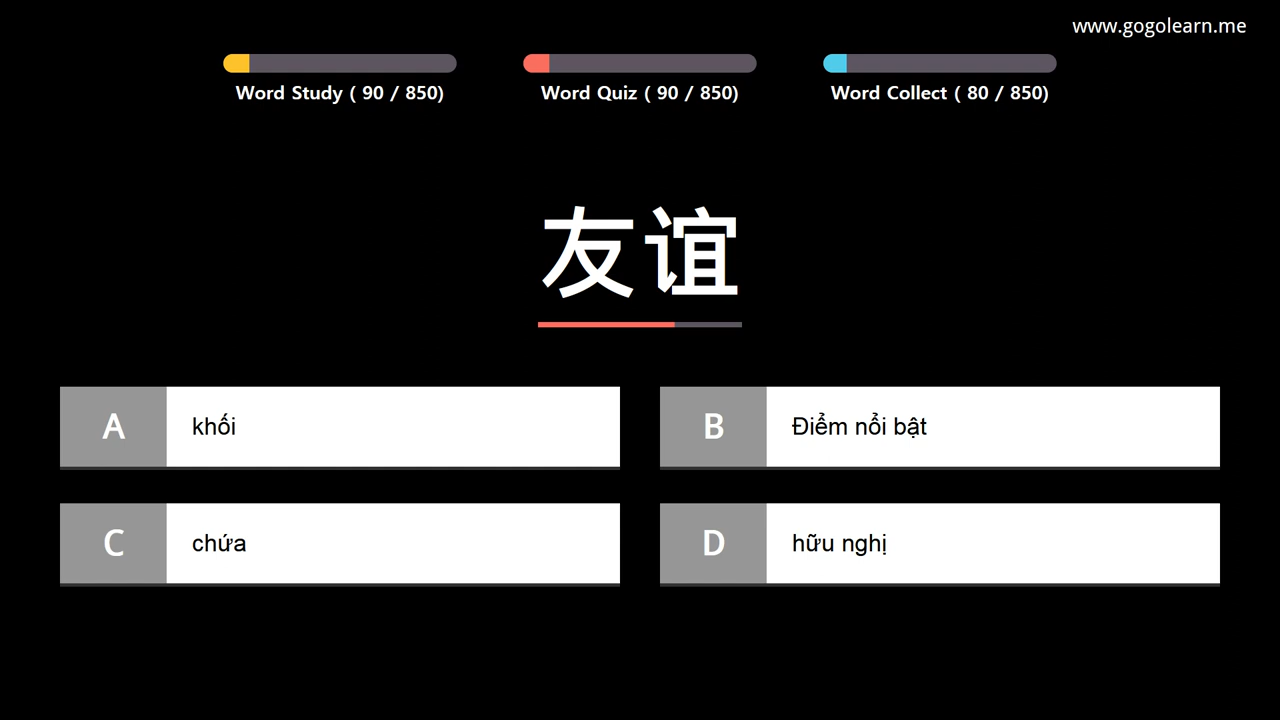 www.gogolearn.me
Word Study ( 90 / 850)
Word Quiz ( 90 / 850)
Word Collect ( 80 / 850)
友谊
A khối
B Điểm nổi bật
C chứa
D hữu nghị